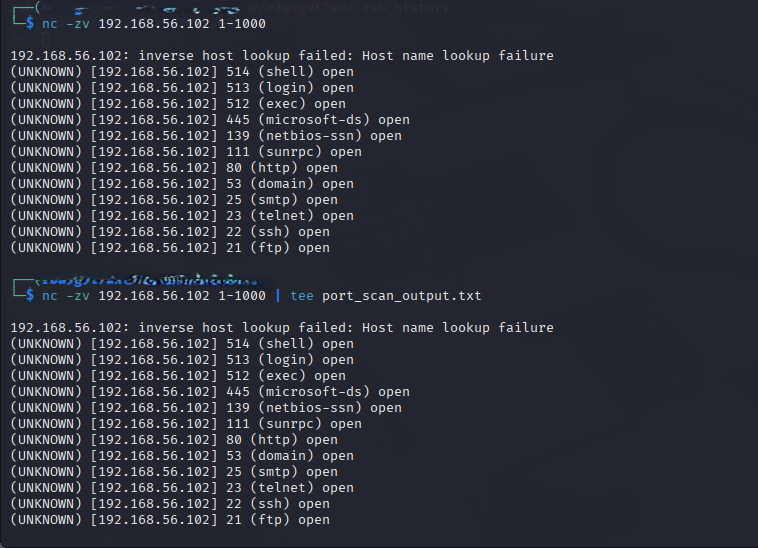 ┌──(
└─$ nc -zv 192.168.56.102 1-1000
192.168.56.102: inverse host lookup failed: Host name lookup failure
(UNKNOWN) [192.168.56.102] 514 (shell) open
(UNKNOWN) [192.168.56.102] 513 (login) open
(UNKNOWN) [192.168.56.102] 512 (exec) open
(UNKNOWN) [192.168.56.102] 445 (microsoft-ds) open
(UNKNOWN) [192.168.56.102] 139 (netbios-ssn) open
(UNKNOWN) [192.168.56.102] 111 (sunrpc) open
(UNKNOWN) [192.168.56.102] 80 (http) open
(UNKNOWN) [192.168.56.102] 53 (domain) open
(UNKNOWN) [192.168.56.102] 25 (smtp) open
(UNKNOWN) [192.168.56.102] 23 (telnet) open
(UNKNOWN) [192.168.56.102] 22 (ssh) open
(UNKNOWN) [192.168.56.102] 21 (ftp) open
┌──(
└─$ nc -zv 192.168.56.102 1-1000 | tee port_scan_output.txt
192.168.56.102: inverse host lookup failed: Host name lookup failure
(UNKNOWN) [192.168.56.102] 514 (shell) open
(UNKNOWN) [192.168.56.102] 513 (login) open
(UNKNOWN) [192.168.56.102] 512 (exec) open
(UNKNOWN) [192.168.56.102] 445 (microsoft-ds) open
(UNKNOWN) [192.168.56.102] 139 (netbios-ssn) open
(UNKNOWN) [192.168.56.102] 111 (sunrpc) open
(UNKNOWN) [192.168.56.102] 80 (http) open
(UNKNOWN) [192.168.56.102] 53 (domain) open
(UNKNOWN) [192.168.56.102] 25 (smtp) open
(UNKNOWN) [192.168.56.102] 23 (telnet) open
(UNKNOWN) [192.168.56.102] 22 (ssh) open
(UNKNOWN) [192.168.56.102] 21 (ftp) open